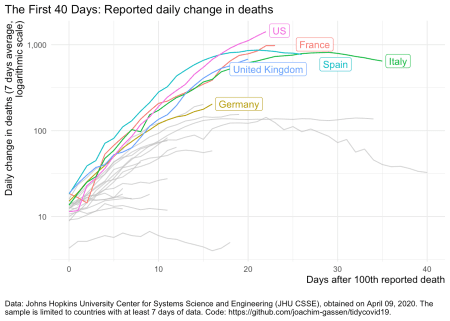 The First 40 Days: Reported daily change in deaths
Daily change in deaths (7 days average,
logarithmic scale)
1,000
100
10
US
France
Italy
Spain
United Kingdom
Germany
0
10
20
30
40
Days after 100th reported death
Data: Johns Hopkins University Center for Systems Science and Engineering (JHU CSSE), obtained on April 09, 2020. The
sample is limited to countries with at least 7 days of data. Code: https://github.com/joachim-gassen/tidycovid19.